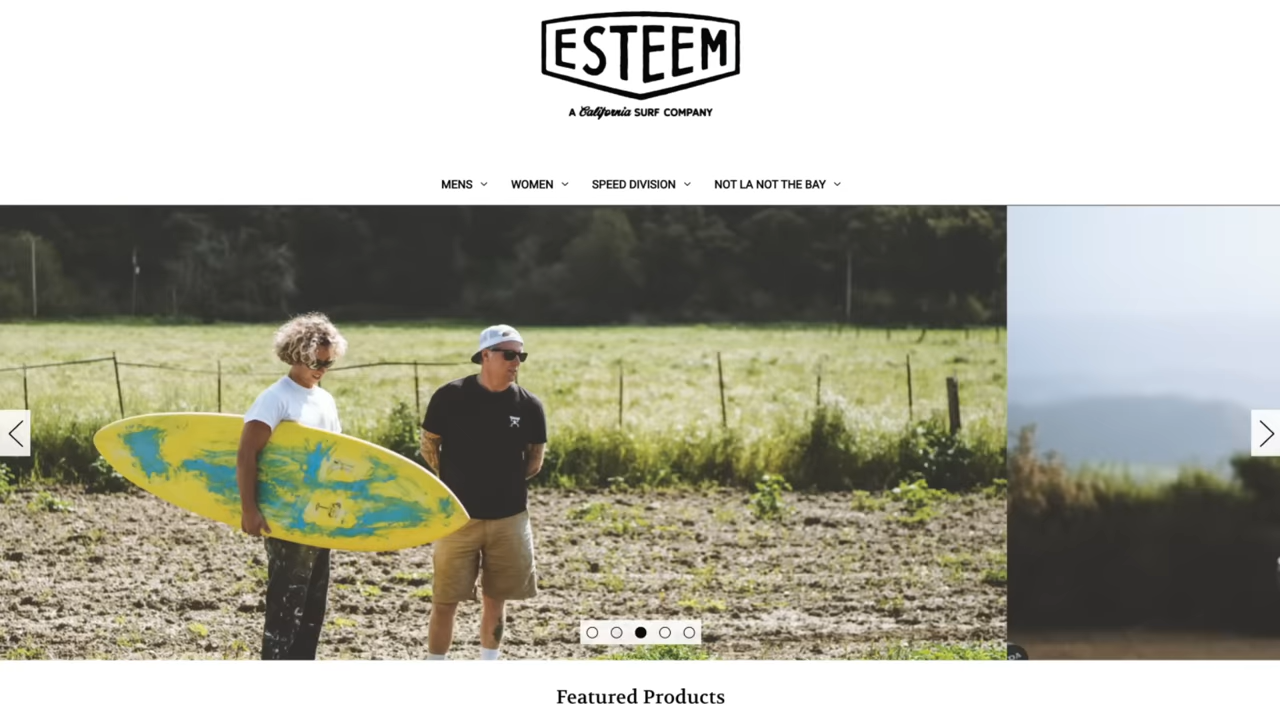 ESTEEM
A California SURF COMPANY
MENS WOMEN SPEED DIVISION NOT LA NOT THE BAY
Featured Products